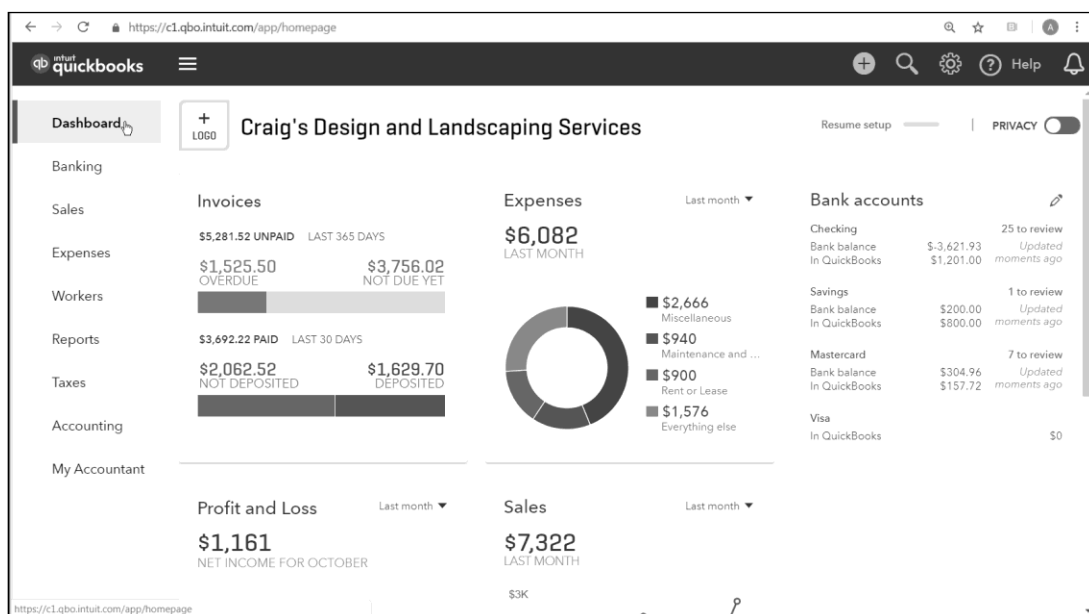 https://c1.qbo.intuit.com/app/homepage
A
qb intuit quickbooks
Help
Dashboard
Banking
Sales
Expenses
Workers
Reports
Taxes
Accounting
My Accountant
+ LOGO
Craig's Design and Landscaping Services
Resume setup | PRIVACY
Invoices
$5,281.52 UNPAID LAST 365 DAYS
$1,525.50 $3,756.02
OVERDUE NOT DUE YET
$3,692.22 PAID LAST 30 DAYS
$2,062.52 $1,629.70
NOT DEPOSITED DEPOSITED
Expenses Last month
$6,082
LAST MONTH
$2,666
Miscellaneous
$940
Maintenance and ...
$900
Rent or Lease
$1,576
Everything else
Bank accounts
Checking 25 to review
Bank balance $-3,621.93 Updated
In QuickBooks $1,201.00 moments ago
Savings 1 to review
Bank balance $200.00 Updated
In QuickBooks $800.00 moments ago
Mastercard 7 to review
Bank balance $304.96 Updated
In QuickBooks $157.72 moments ago
Visa
In QuickBooks $0
Profit and Loss Last month
$1,161
NET INCOME FOR OCTOBER
Sales Last month
$7,322
LAST MONTH
$3K
https://c1.qbo.intuit.com/app/homepage